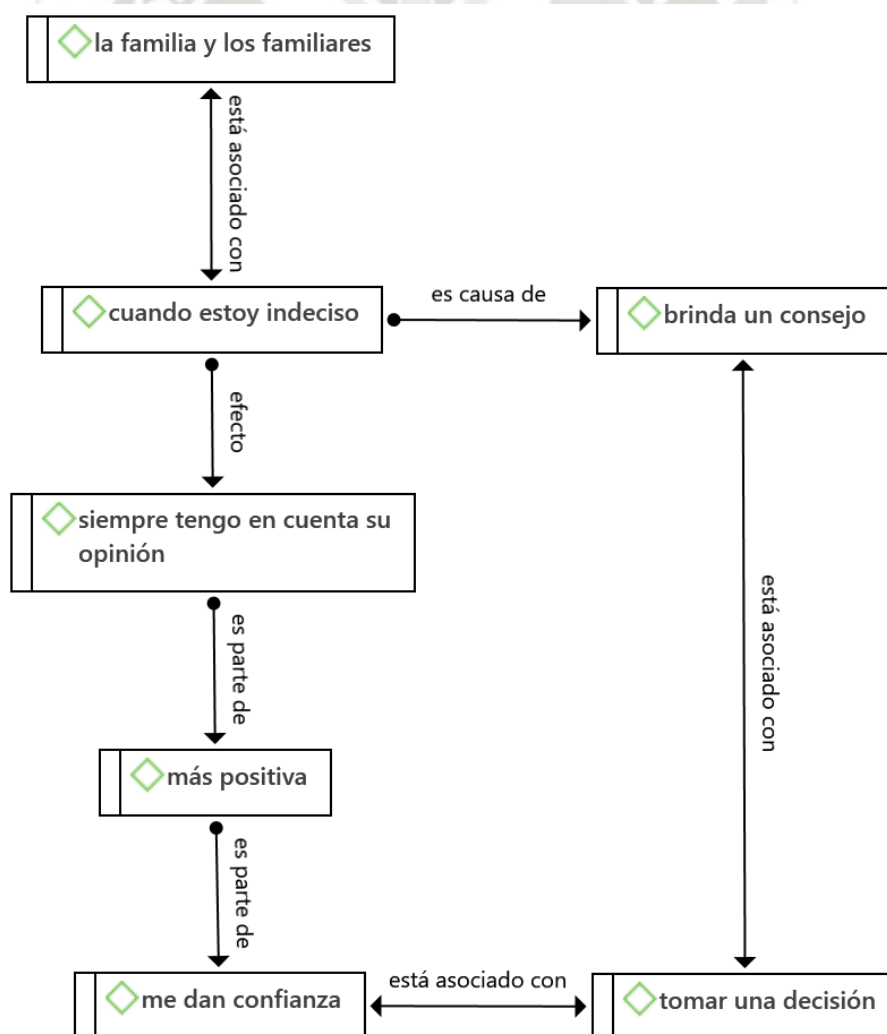 la familia y los familiares
está asociado con
cuando estoy indeciso
es causa de
brinda un consejo
efecto
siempre tengo en cuenta su
opinión
es parte de
está asociado con
más positiva
es parte de
me dan confianza
está asociado con
tomar una decisión